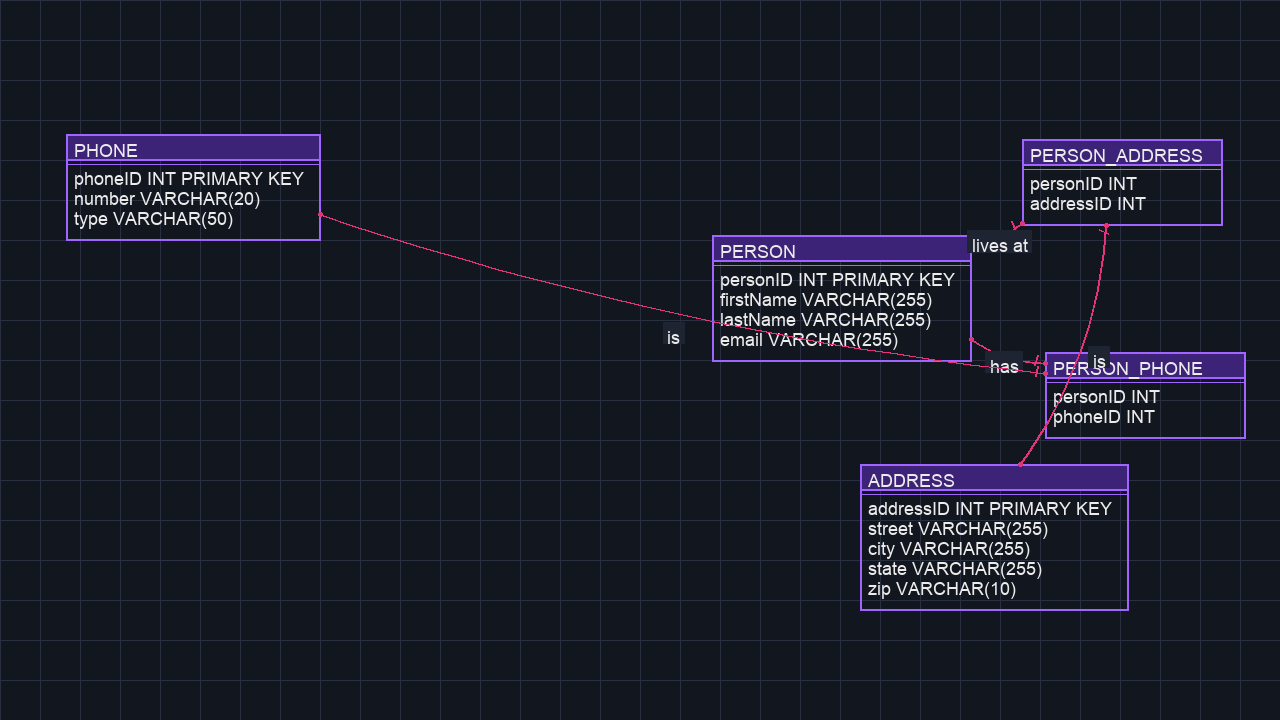 PHONE
phoneID INT PRIMARY KEY
number VARCHAR(20)
type VARCHAR(50)
PERSON_ADDRESS
personID INT
addressID INT
lives at
PERSON
personID INT PRIMARY KEY
firstName VARCHAR(255)
lastName VARCHAR(255)
email VARCHAR(255)
is
has
is
PERSON_PHONE
personID INT
phoneID INT
ADDRESS
addressID INT PRIMARY KEY
street VARCHAR(255)
city VARCHAR(255)
state VARCHAR(255)
zip VARCHAR(10)